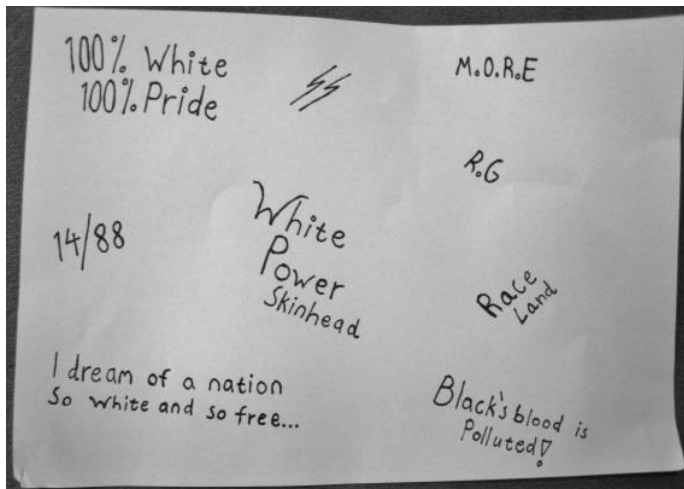 100% White
100% Pride
M.O.R.E
R.G
14/88
White
Power
Skinhead
Race
Land
I dream of a nation
So white and so free...
Black's blood is
Polluted!